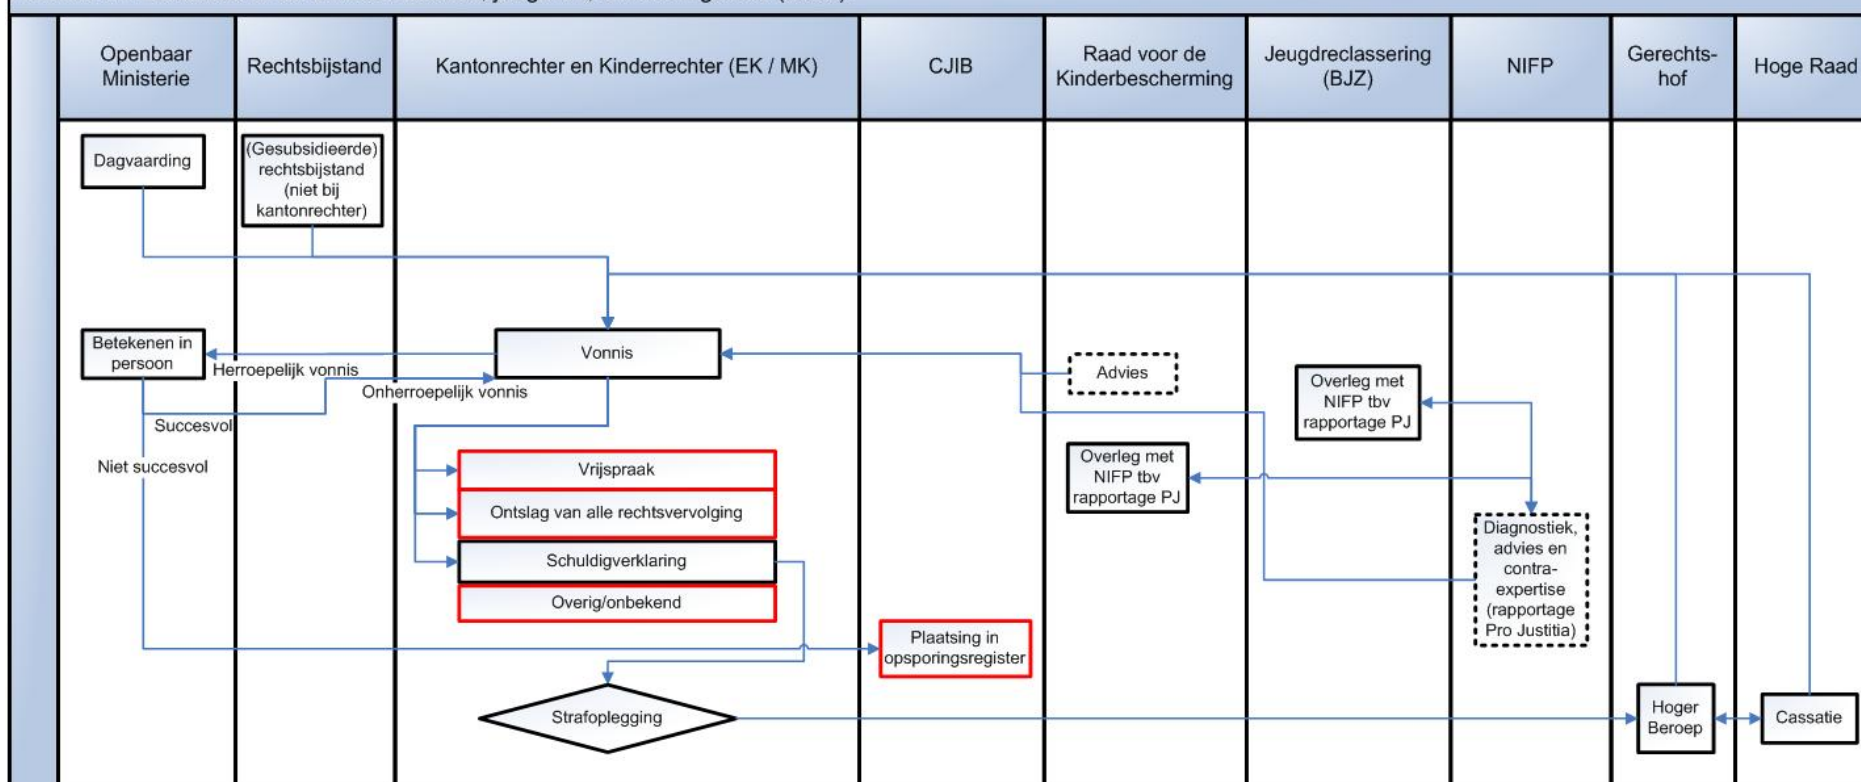 Openbaar
Ministerie
Rechtsbijstand
Kantonrechter en Kinderrechter (EK / MK)
CJIB
Raad voor de
Kinderbescherming
Jeugdreclassering
(BJZ)
NIFP
Gerechts-
hof
Hoge Raad
Dagvaarding
(Gesubsidieerde)
rechtsbijstand
(niet bij
kantonrechter)
Betekenen in
persoon
Herroepelijk vonnis
Vonnis
Onherroepelijk vonnis
Succesvol
Niet succesvol
Advies
Overleg met
NIFP tbv
rapportage PJ
Overleg met
NIFP tbv
rapportage PJ
Vrijspraak
Ontslag van alle rechtsvervolging
Schuldigverklaring
Overig/onbekend
Diagnostiek,
advies en
contra-
expertise
(rapportage
Pro Justitia)
Plaatsing in
opsporingsregister
Strafoplegging
Hoger
Beroep
Cassatie